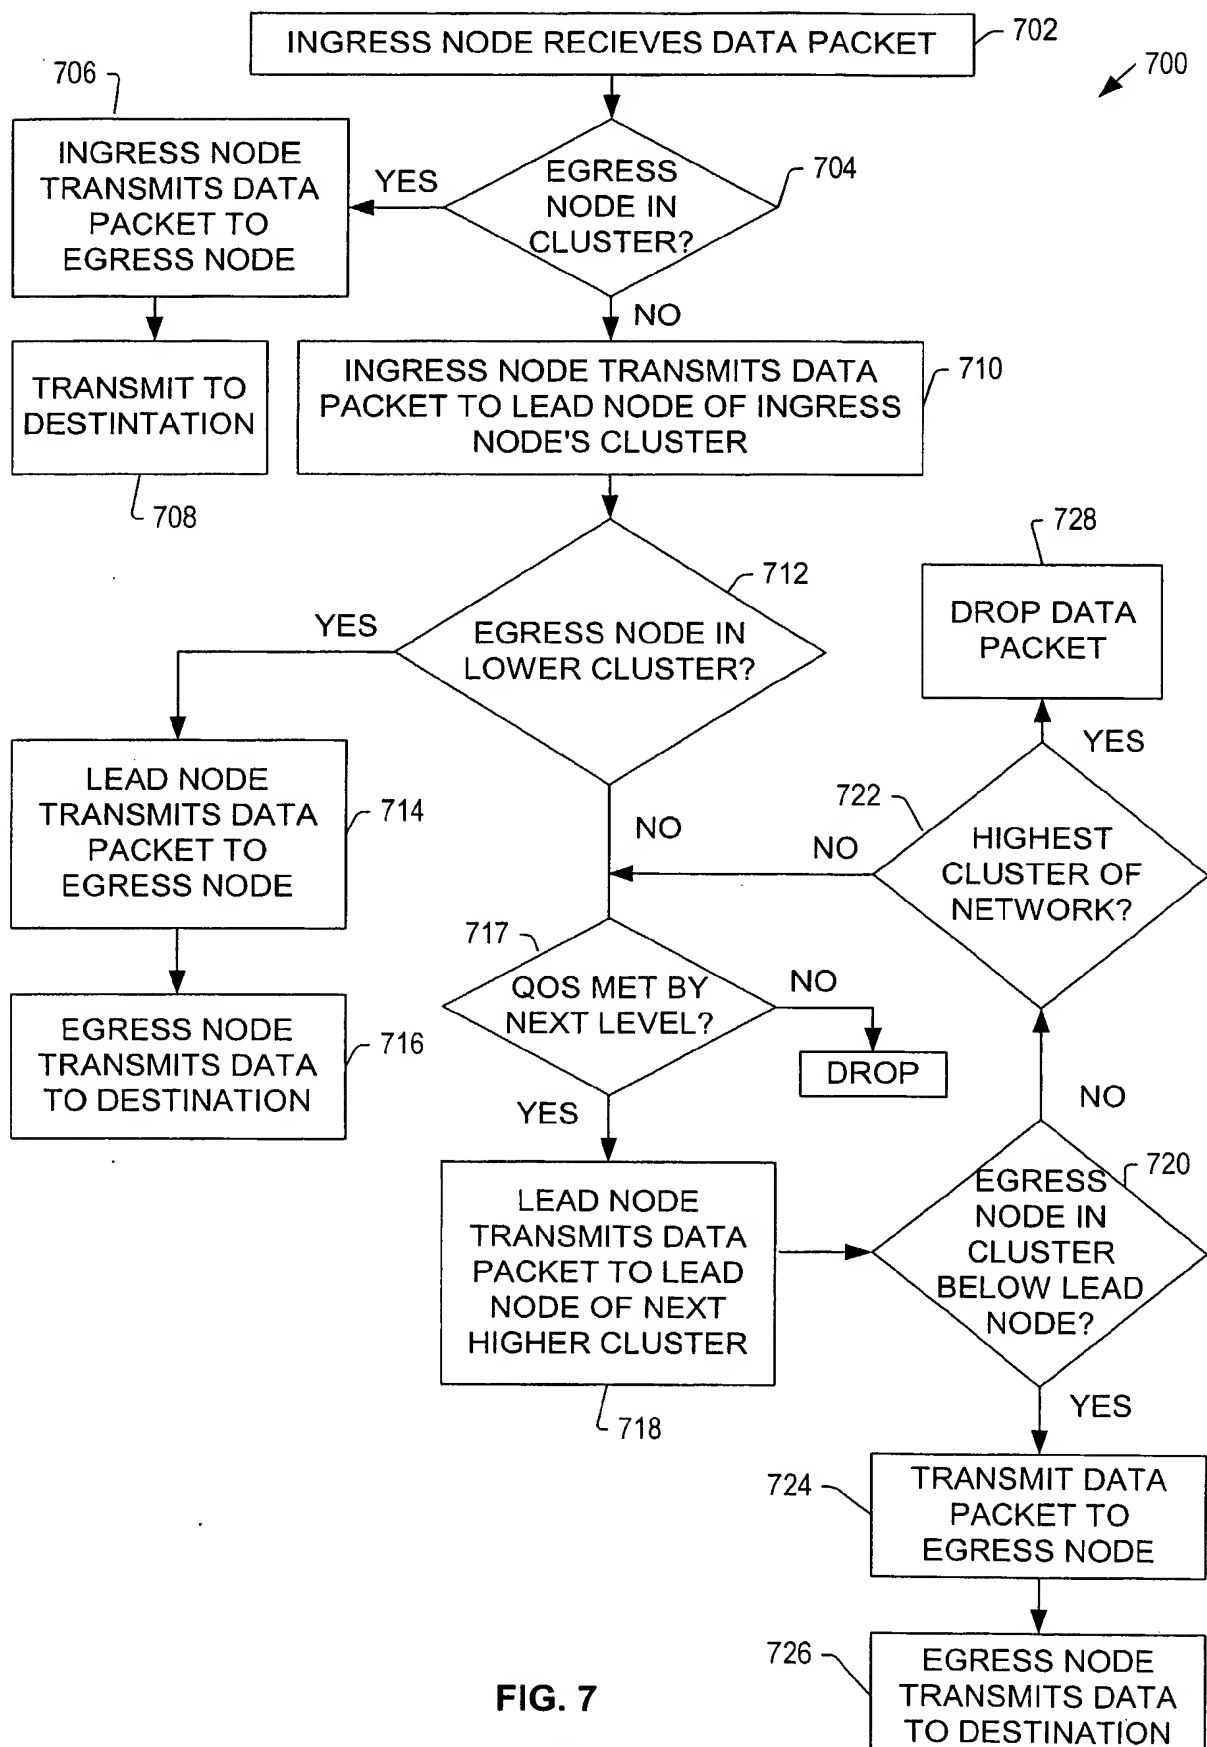 INGRESS NODE RECIEVES DATA PACKET
702
700
706
INGRESS NODE
TRANSMITS DATA
PACKET TO
EGRESS NODE
YES
EGRESS
NODE IN
CLUSTER?
704
NO
TRANSMIT TO
DESTINTATION
708
INGRESS NODE TRANSMITS DATA
PACKET TO LEAD NODE OF INGRESS
NODE'S CLUSTER
710
YES
EGRESS NODE IN
LOWER CLUSTER?
712
NO
728
DROP DATA
PACKET
YES
722
HIGHEST
CLUSTER OF
NETWORK?
NO
LEAD NODE
TRANSMITS DATA
PACKET TO
EGRESS NODE
714
EGRESS NODE
TRANSMITS DATA
TO DESTINATION
716
717
QOS MET BY
NEXT LEVEL?
NO
DROP
YES
LEAD NODE
TRANSMITS DATA
PACKET TO LEAD
NODE OF NEXT
HIGHER CLUSTER
718
NO
720
EGRESS
NODE IN
CLUSTER
BELOW LEAD
NODE?
YES
724
TRANSMIT DATA
PACKET TO
EGRESS NODE
726
EGRESS NODE
TRANSMITS DATA
TO DESTINATION
FIG. 7